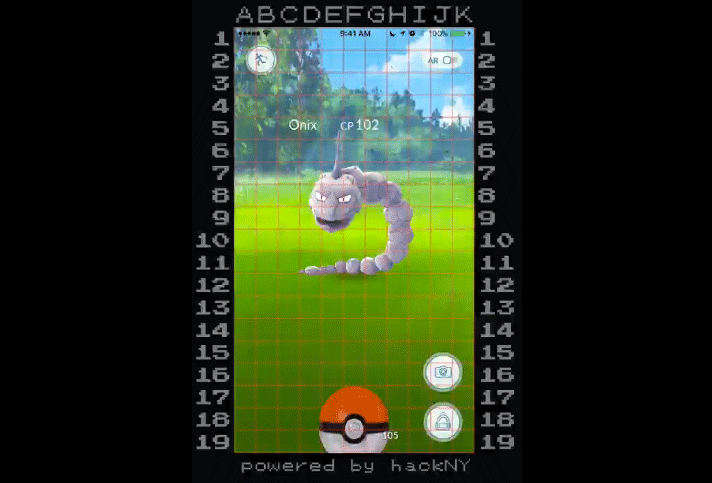 ABCDEFGHIJK
9:41 AM 100%
1 1
2 AR 2
3 3
4 4
5 Onix CP102 5
6 6
7 7
8 8
9 9
10 10
11 11
12 12
13 13
14 14
15 15
16 16
17 17
18 18
19 105 19
powered by hackNY